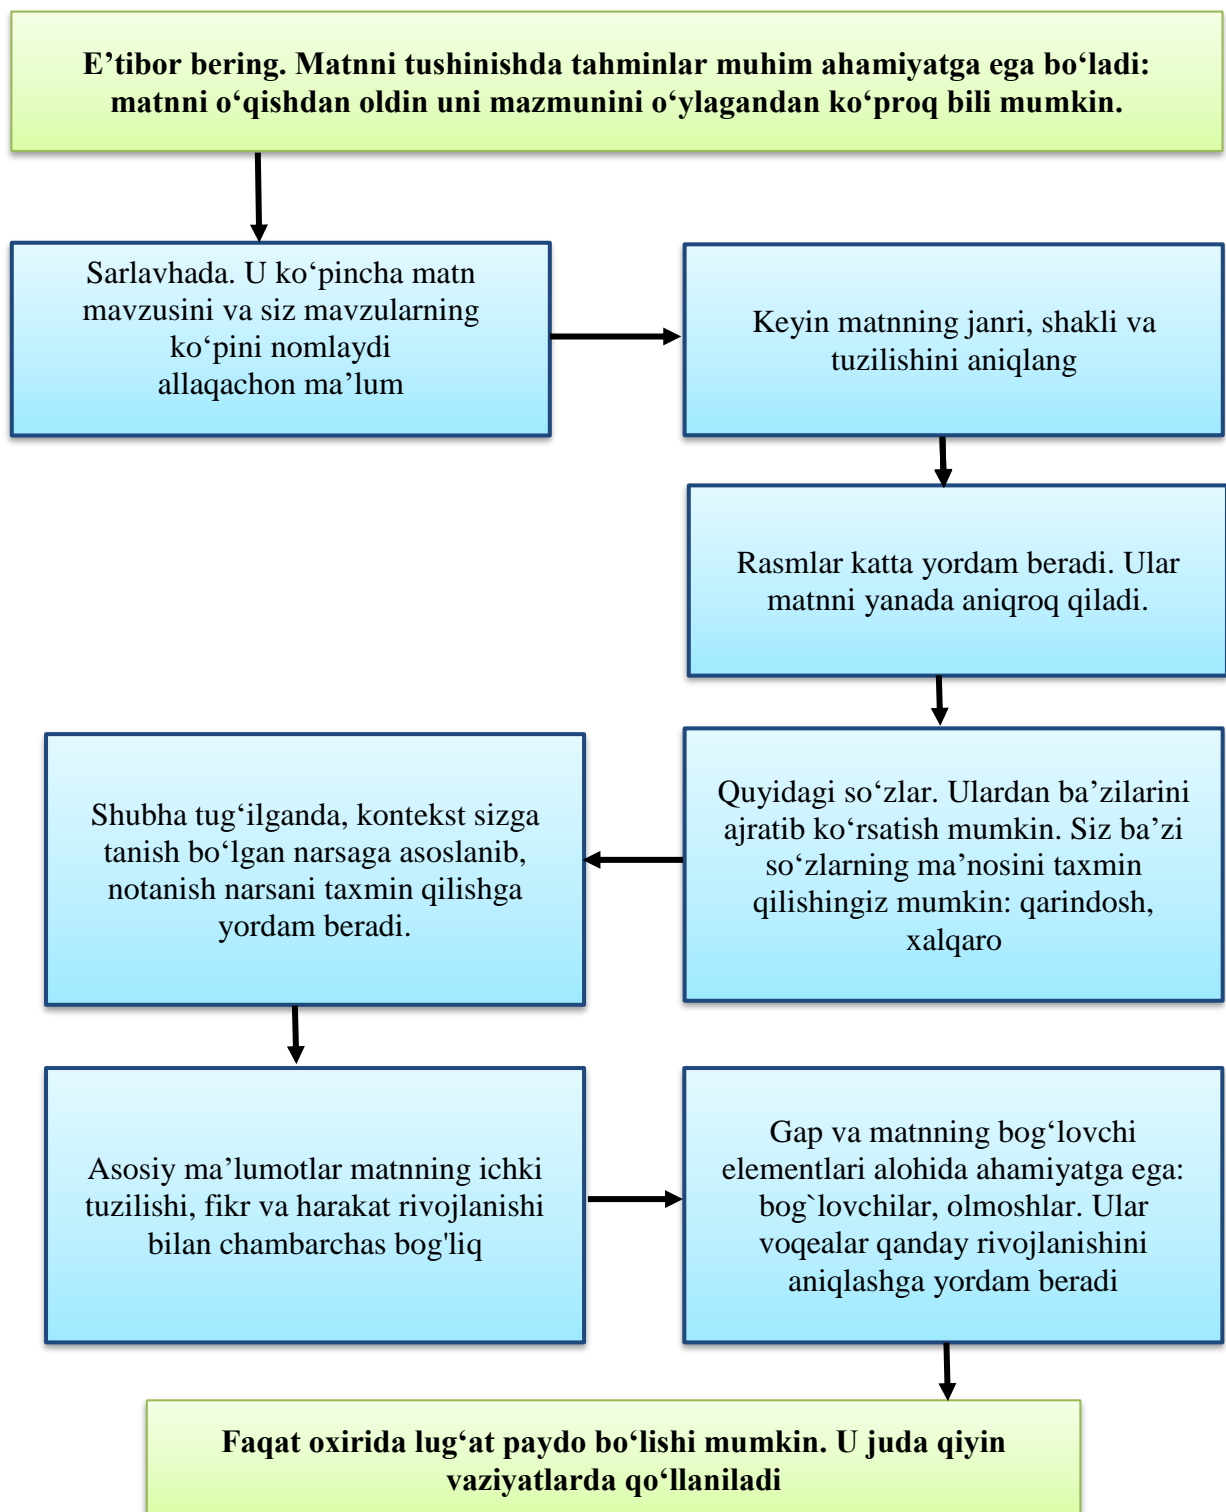 E’tibor bering. Matnni tushinishda tahminlar muhim ahamiyatga ega bo‘ladi:
matnni o‘qishdan oldin uni mazmunini o‘ylagandan ko‘proq bili mumkin.
Sarlavhada. U ko‘pincha matn
mavzusini va siz mavzularning
ko‘pini nomlaydi
allaqachon ma’lum
Keyin matnning janri, shakli va
tuzilishini aniqlang
Rasmlar katta yordam beradi. Ular
matnni yanada aniqroq qiladi.
Quyidagi so‘zlar. Ulardan ba’zilarini
ajratib ko‘rsatish mumkin. Siz ba’zi
so‘zlarning ma’nosini taxmin
qilishingiz mumkin: qarindosh,
xalqaro
Shubha tug‘ilganda, kontekst sizga
tanish bo‘lgan narsaga asoslanib,
notanish narsani taxmin qilishga
yordam beradi.
Asosiy ma’lumotlar matnning ichki
tuzilishi, fikr va harakat rivojlanishi
bilan chambarchas bog'liq
Gap va matnning bog‘lovchi
elementlari alohida ahamiyatga ega:
bog`lovchilar, olmoshlar. Ular
voqealar qanday rivojlanishini
aniqlashga yordam beradi
Faqat oxirida lug‘at paydo bo‘lishi mumkin. U juda qiyin
vaziyatlarda qo‘llaniladi